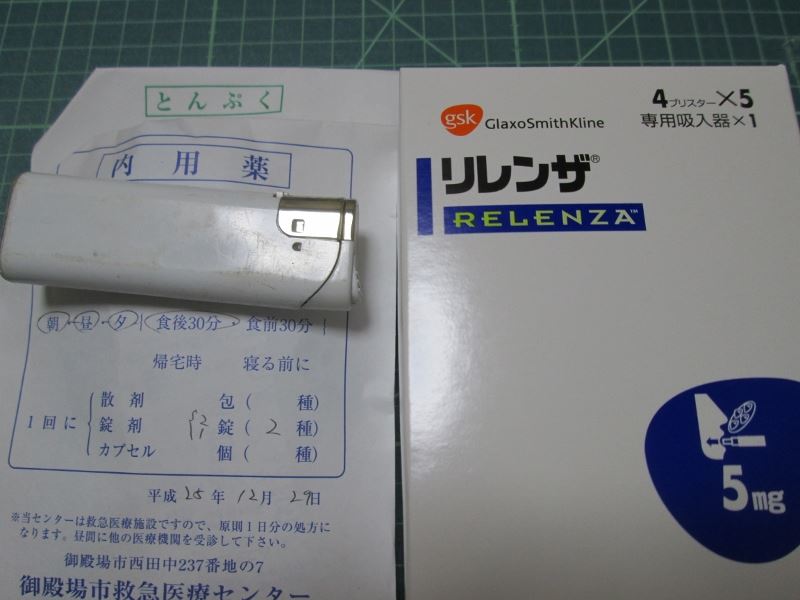 とんぷく
内用薬
朝・昼・夕 食後30分・食前30分
帰宅時 寝る前に
1回に
散剤 包( 種)
錠剤 2 1 錠( 2 種)
カプセル 個( 種)
平成25年12月29日
※当センターは救急医療施設ですので、原則1日分の処方に
なります。昼間に他の医療機関を受診して下さい。
御殿場市西田中237番地の7
御殿場市救急医療センター
gsk GlaxoSmithKline
4ブリスター×5
専用吸入器×1
リレンザ®
RELENZA™
5mg